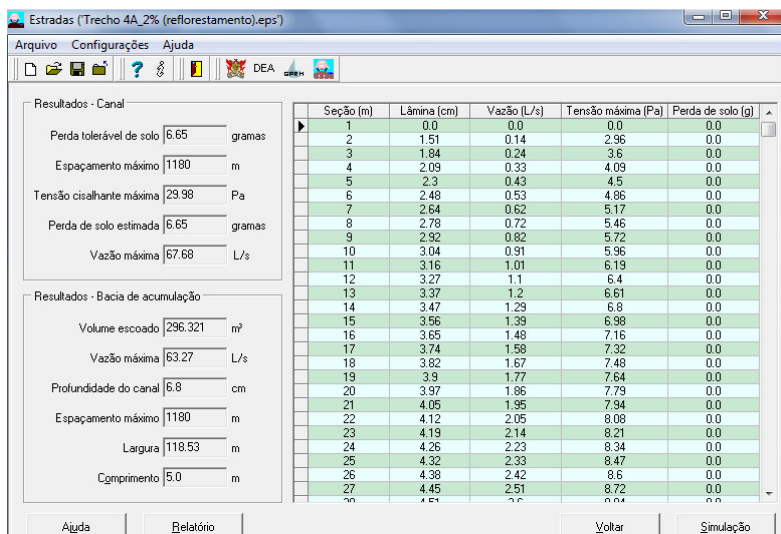 Estradas ('Trecho 4A_2% (reflorestamento).eps')
Arquivo Configurações Ajuda
DEA GPRH
Resultados - Canal
Perda tolerável de solo 6.65 gramas
Espaçamento máximo 1180 m
Tensão cisalhante máxima 29.98 Pa
Perda de solo estimada 6.65 gramas
Vazão máxima 67.68 L/s
Resultados - Bacia de acumulação
Volume escoado 296.321 m³
Vazão máxima 63.27 L/s
Profundidade do canal 6.8 cm
Espaçamento máximo 1180 m
Largura 118.53 m
Comprimento 5.0 m
Seção (m) Lâmina (cm) Vazão (L/s) Tensão máxima (Pa) Perda de solo (g)
1 0.0 0.0 0.0 0.0
2 1.51 0.14 2.96 0.0
3 1.84 0.24 3.6 0.0
4 2.09 0.33 4.09 0.0
5 2.3 0.43 4.5 0.0
6 2.48 0.53 4.86 0.0
7 2.64 0.62 5.17 0.0
8 2.78 0.72 5.46 0.0
9 2.92 0.82 5.72 0.0
10 3.04 0.91 5.96 0.0
11 3.16 1.01 6.19 0.0
12 3.27 1.1 6.4 0.0
13 3.37 1.2 6.61 0.0
14 3.47 1.29 6.8 0.0
15 3.56 1.39 6.98 0.0
16 3.65 1.48 7.16 0.0
17 3.74 1.58 7.32 0.0
18 3.82 1.67 7.48 0.0
19 3.9 1.77 7.64 0.0
20 3.97 1.86 7.79 0.0
21 4.05 1.95 7.94 0.0
22 4.12 2.05 8.08 0.0
23 4.19 2.14 8.21 0.0
24 4.26 2.23 8.34 0.0
25 4.32 2.33 8.47 0.0
26 4.38 2.42 8.6 0.0
27 4.45 2.51 8.72 0.0
Ajuda Relatório Voltar Simulação